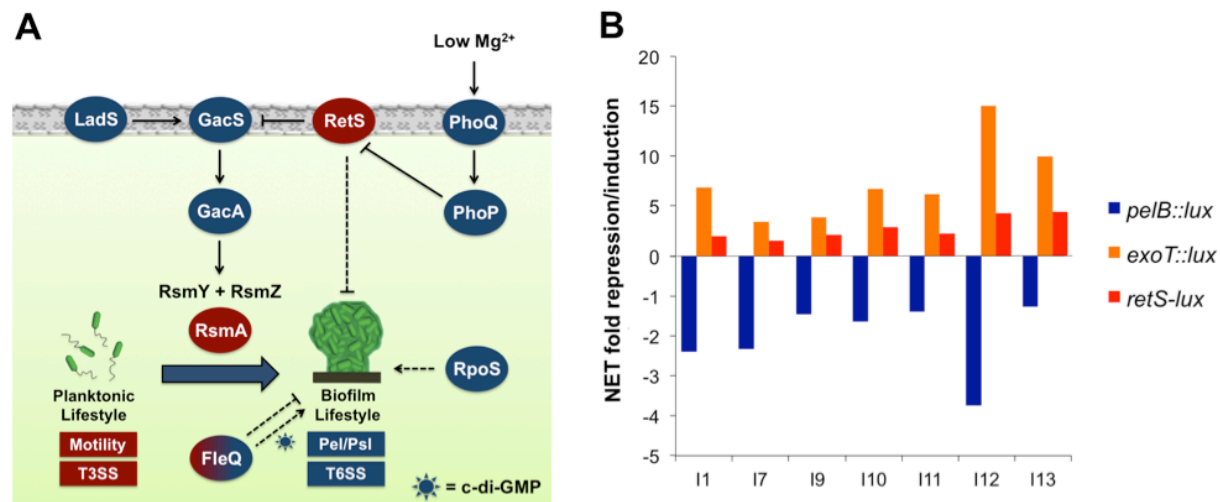 A
Low Mg²⁺
LadS
GacS
RetS
PhoQ
GacA
PhoP
RsmY + RsmZ
RsmA
RpoS
Planktonic
Lifestyle
Biofilm
Lifestyle
Motility
T3SS
FleQ
Pel/Psl
T6SS
= c-di-GMP
B
NET fold repression/induction
20
15
10
5
0
-1
-2
-3
-4
-5
I1 I7 I9 I10 I11 I12 I13
pelB::lux
exoT::lux
retS-lux